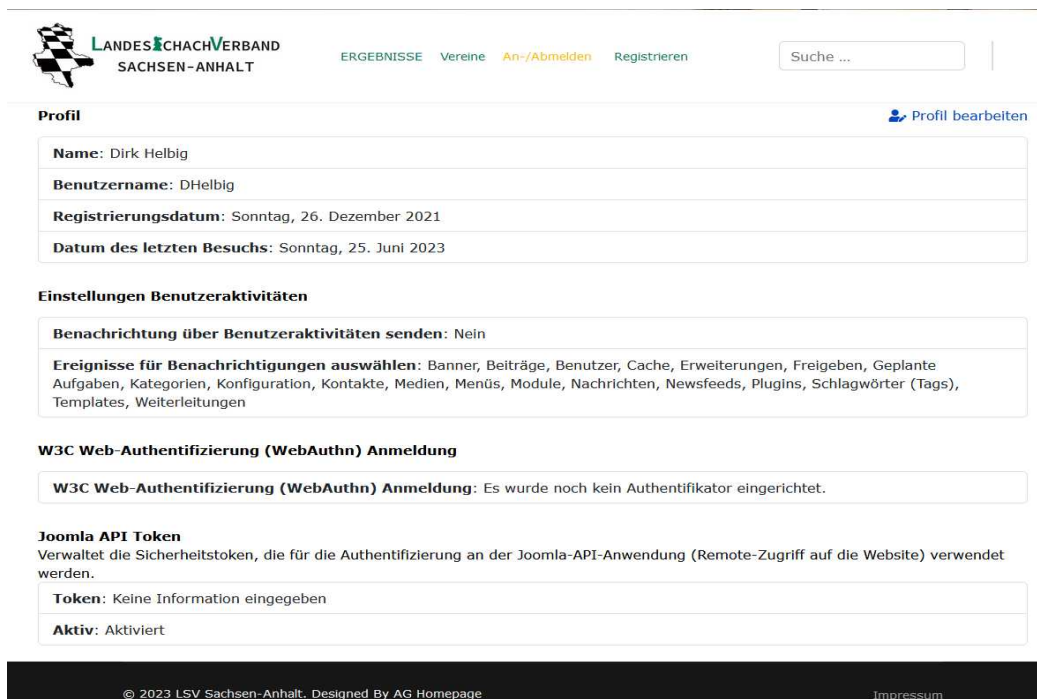 LANDESSCHACHVERBAND
SACHSEN-ANHALT
ERGEBNISSE Vereine An-/Abmelden Registrieren
Suche ...
Profil
Profil bearbeiten
Name: Dirk Helbig
Benutzername: DHelbig
Registrierungsdatum: Sonntag, 26. Dezember 2021
Datum des letzten Besuchs: Sonntag, 25. Juni 2023
Einstellungen Benutzeraktivitäten
Benachrichtung über Benutzeraktivitäten senden: Nein
Ereignisse für Benachrichtigungen auswählen: Banner, Beiträge, Benutzer, Cache, Erweiterungen, Freigeben, Geplante
Aufgaben, Kategorien, Konfiguration, Kontakte, Medien, Menüs, Module, Nachrichten, Newsfeeds, Plugins, Schlagwörter (Tags),
Templates, Weiterleitungen
W3C Web-Authentifizierung (WebAuthn) Anmeldung
W3C Web-Authentifizierung (WebAuthn) Anmeldung: Es wurde noch kein Authentifikator eingerichtet.
Joomla API Token
Verwaltet die Sicherheitstoken, die für die Authentifizierung an der Joomla-API-Anwendung (Remote-Zugriff auf die Website) verwendet
werden.
Token: Keine Information eingegeben
Aktiv: Aktiviert
© 2023 LSV Sachsen-Anhalt. Designed By AG Homepage
Impressum